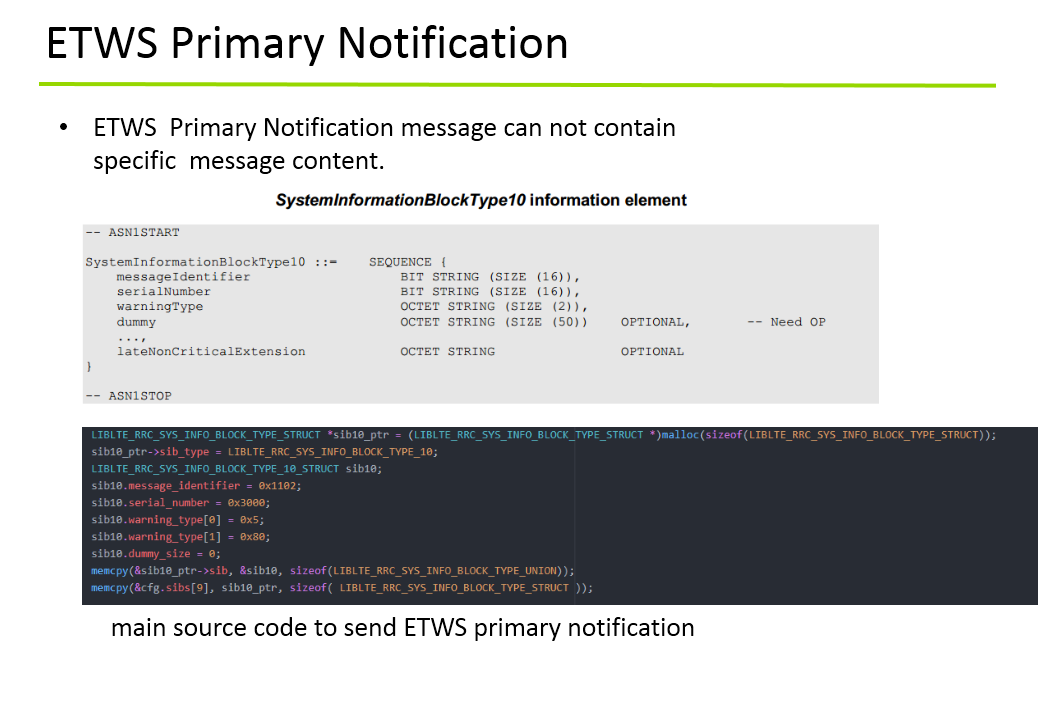 ETWS Primary Notification
• ETWS  Primary Notification message can not contain
specific  message content.
SystemInformationBlockType10 information element
-- ASN1START
SystemInformationBlockType10 ::=    SEQUENCE {
    messageIdentifier                   BIT STRING (SIZE (16)),
    serialNumber                        BIT STRING (SIZE (16)),
    warningType                         OCTET STRING (SIZE (2)),
    dummy                               OCTET STRING (SIZE (50))    OPTIONAL,       -- Need OP
    ...,
    lateNonCriticalExtension            OCTET STRING                OPTIONAL
}
-- ASN1STOP
LIBLTE_RRC_SYS_INFO_BLOCK_TYPE_STRUCT *sib10_ptr = (LIBLTE_RRC_SYS_INFO_BLOCK_TYPE_STRUCT *)malloc(sizeof(LIBLTE_RRC_SYS_INFO_BLOCK_TYPE_STRUCT));
sib10_ptr->sib_type = LIBLTE_RRC_SYS_INFO_BLOCK_TYPE_10;
LIBLTE_RRC_SYS_INFO_BLOCK_TYPE_10_STRUCT sib10;
sib10.message_identifier = 0x1102;
sib10.serial_number = 0x3000;
sib10.warning_type[0] = 0x5;
sib10.warning_type[1] = 0x80;
sib10.dummy_size = 0;
memcpy(&sib10_ptr->sib, &sib10, sizeof(LIBLTE_RRC_SYS_INFO_BLOCK_TYPE_UNION));
memcpy(&cfg.sibs[9], sib10_ptr, sizeof( LIBLTE_RRC_SYS_INFO_BLOCK_TYPE_STRUCT ));
main source code to send ETWS primary notification